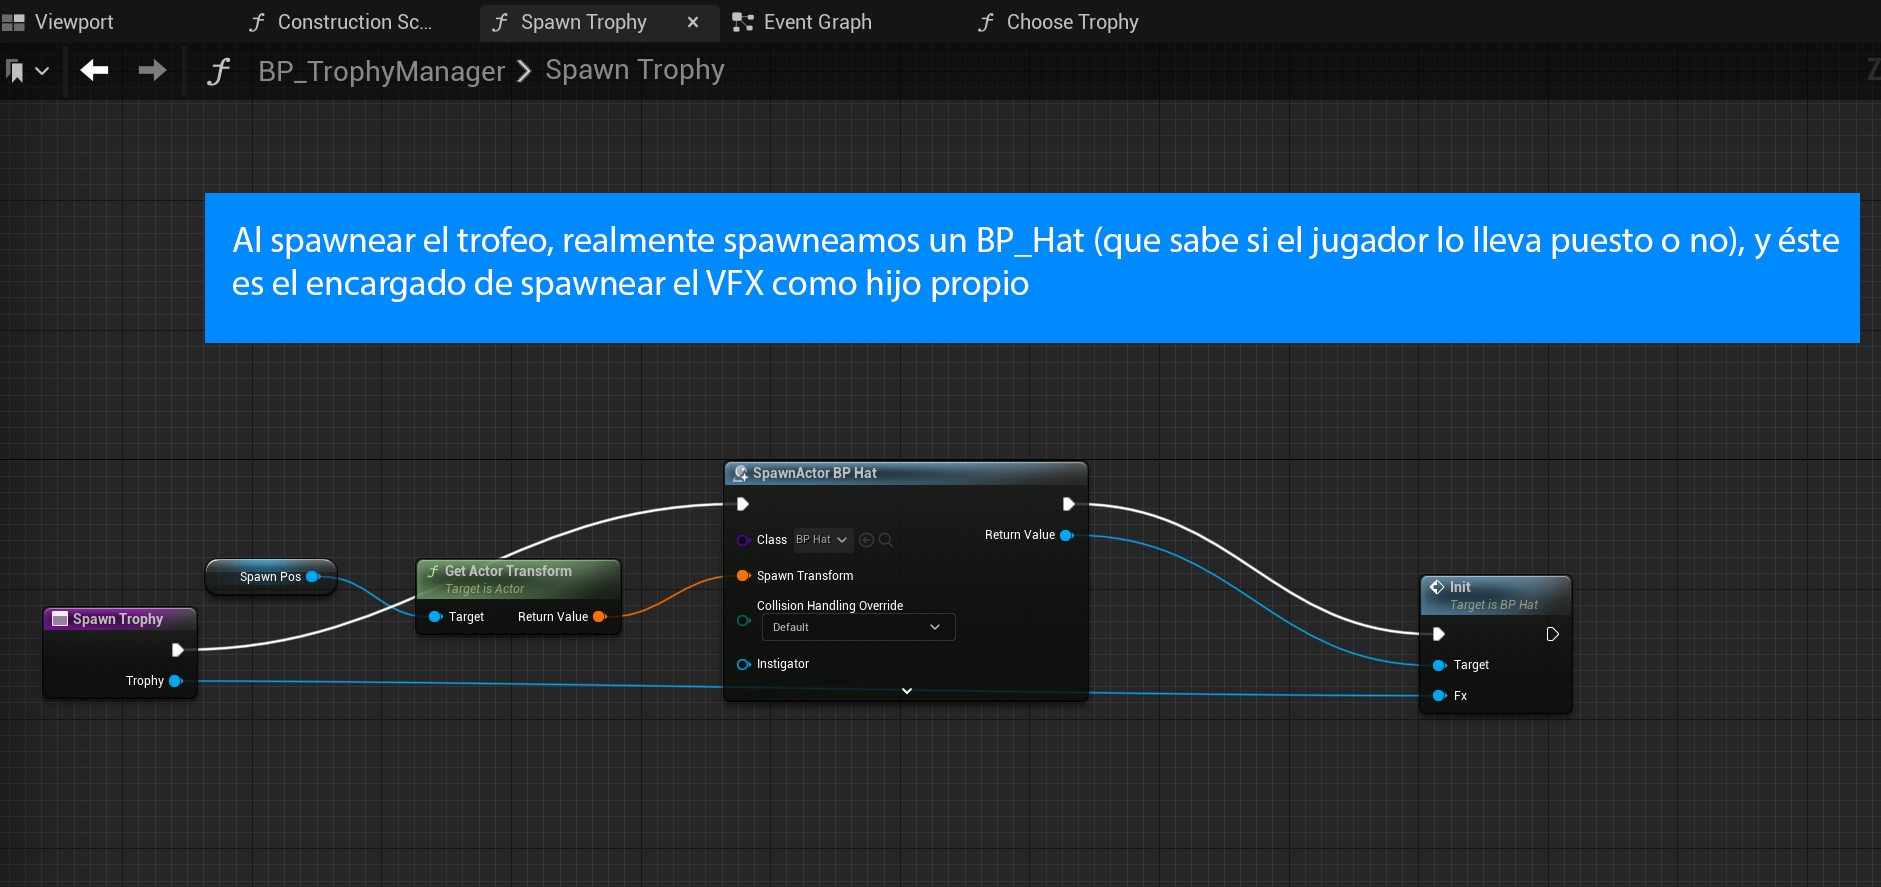 Viewport
Construction Sc...
Spawn Trophy
Event Graph
Choose Trophy
BP_TrophyManager
Spawn Trophy
Z
Al spawnear el trofeo, realmente spawneamos un BP_Hat (que sabe si el jugador lo lleva puesto o no), y éste
es el encargado de spawnear el VFX como hijo propio
Spawn Trophy
Trophy
Spawn Pos
Get Actor Transform
Target is Actor
Target
Return Value
SpawnActor BP Hat
Class
BP Hat
Return Value
Spawn Transform
Collision Handling Override
Default
Instigator
Init
Target is BP Hat
Target
Fx